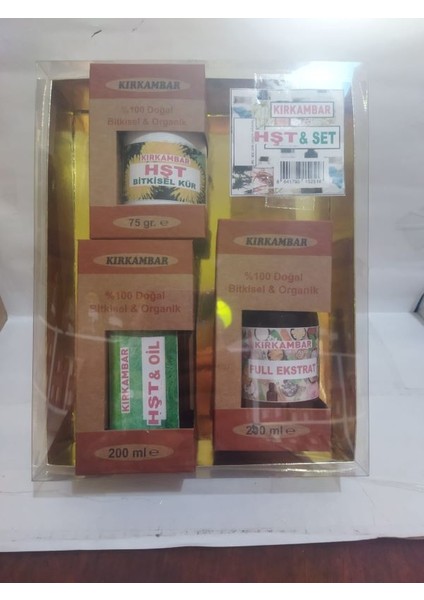 KIRKAMBAR
%100 Doğal
Bitkisel & Organik
KIRKAMBAR
HŞT
BİTKİSEL KÜR
75 gr. e
KIRKAMBAR
HŞT & SET
KIRKAMBAR
%100 Doğal
Bitkisel & Organik
KIRKAMBAR
HŞT & OİL
200 ml e
KIRKAMBAR
%100 Doğal
Bitkisel & Organik
KIRKAMBAR
FULL EKSTRAT
200 ml e